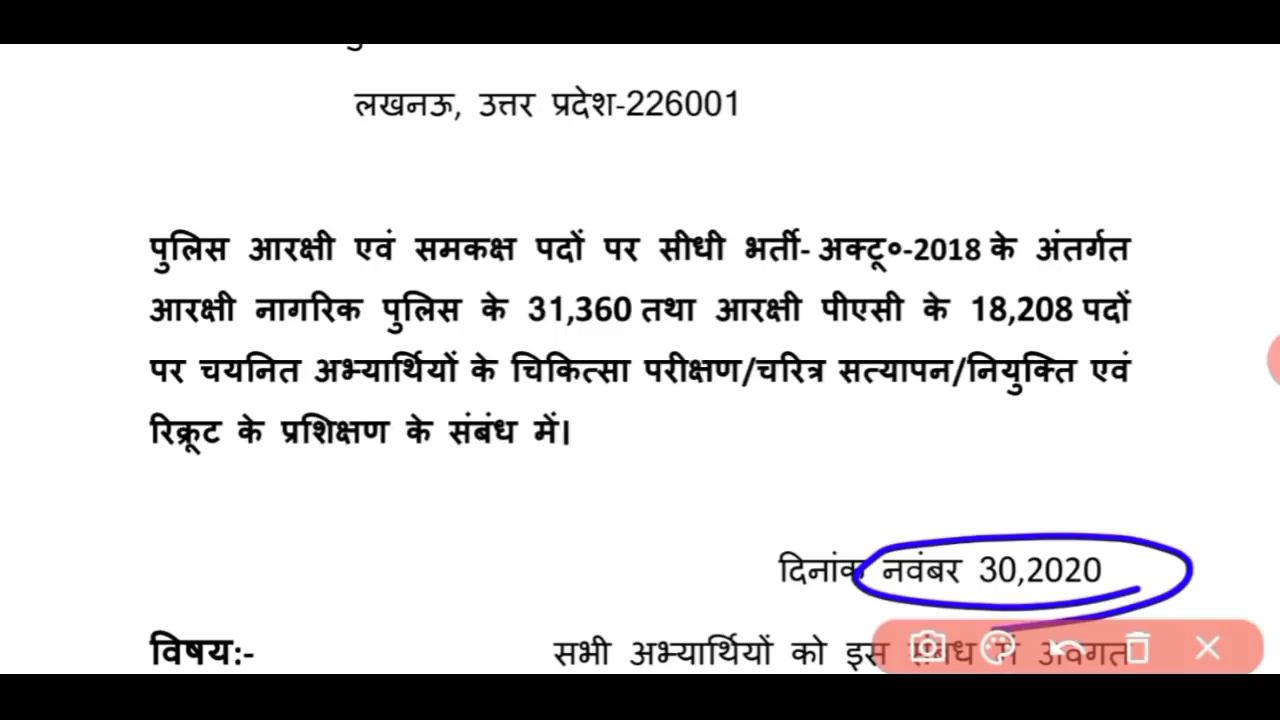 लखनऊ, उत्तर प्रदेश-226001
पुलिस आरक्षी एवं समकक्ष पदों पर सीधी भर्ती- अक्टू०-2018 के अंतर्गत
आरक्षी नागरिक पुलिस के 31,360 तथा आरक्षी पीएसी के 18,208 पदों
पर चयनित अभ्यार्थियों के चिकित्सा परीक्षण/चरित्र सत्यापन/नियुक्ति एवं
रिक्रूट के प्रशिक्षण के संबंध में।
दिनांक नवंबर 30,2020
विषय:- सभी अभ्यार्थियों को इस संबंध में अवगत